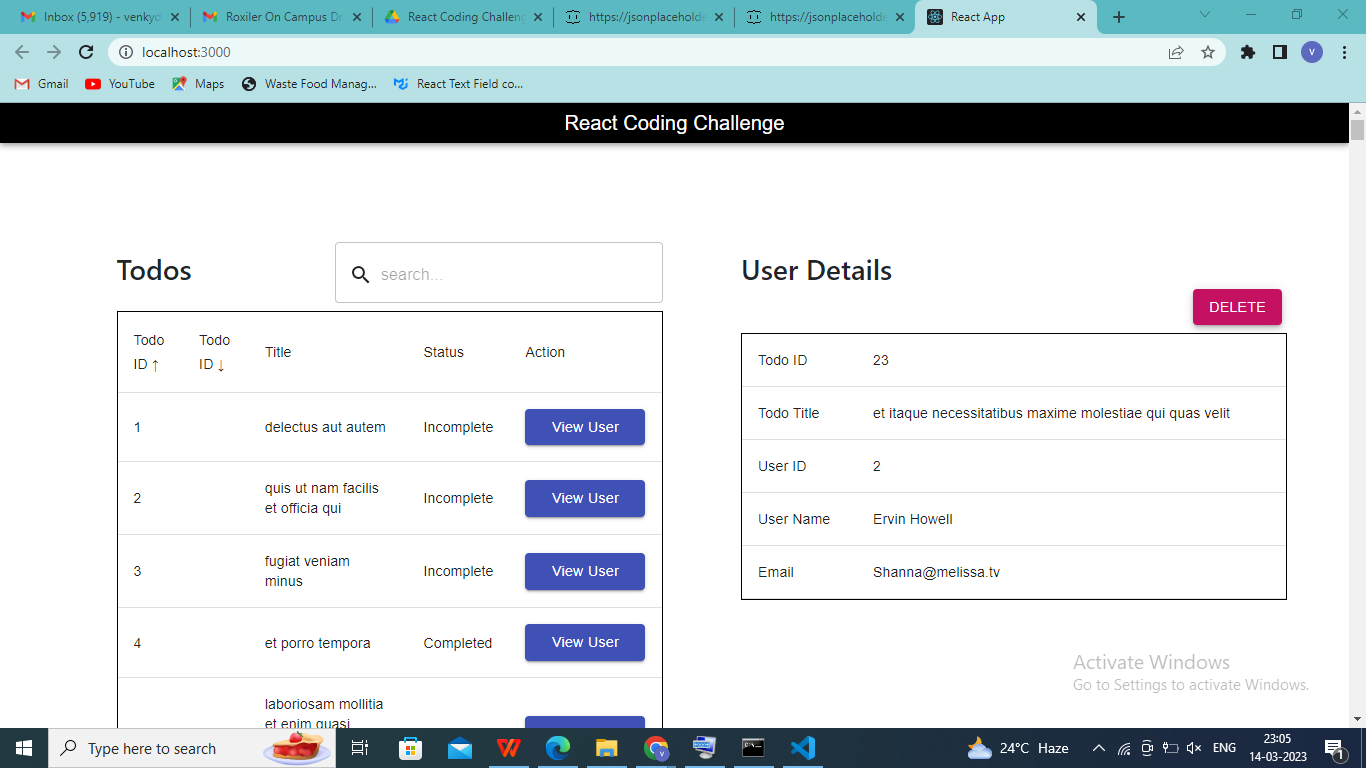 Inbox (5,919) - venkyd
Roxiler On Campus Dr
React Coding Challeng
https://jsonplaceholde
https://jsonplaceholde
React App
localhost:3000
V
Gmail
YouTube
Maps
Waste Food Manag...
React Text Field co...
React Coding Challenge
Todos
search...
User Details
DELETE
Todo ID ↑
Todo ID ↓
Title
Status
Action
1
delectus aut autem
Incomplete
View User
2
quis ut nam facilis
et officia qui
Incomplete
View User
3
fugiat veniam
minus
Incomplete
View User
4
et porro tempora
Completed
View User
laboriosam mollitia
et enim quasi
Todo ID
23
Todo Title
et itaque necessitatibus maxime molestiae qui quas velit
User ID
2
User Name
Ervin Howell
Email
Shanna@melissa.tv
Activate Windows
Go to Settings to activate Windows.
Type here to search
24°C Haze
ENG
23:05
14-03-2023
1